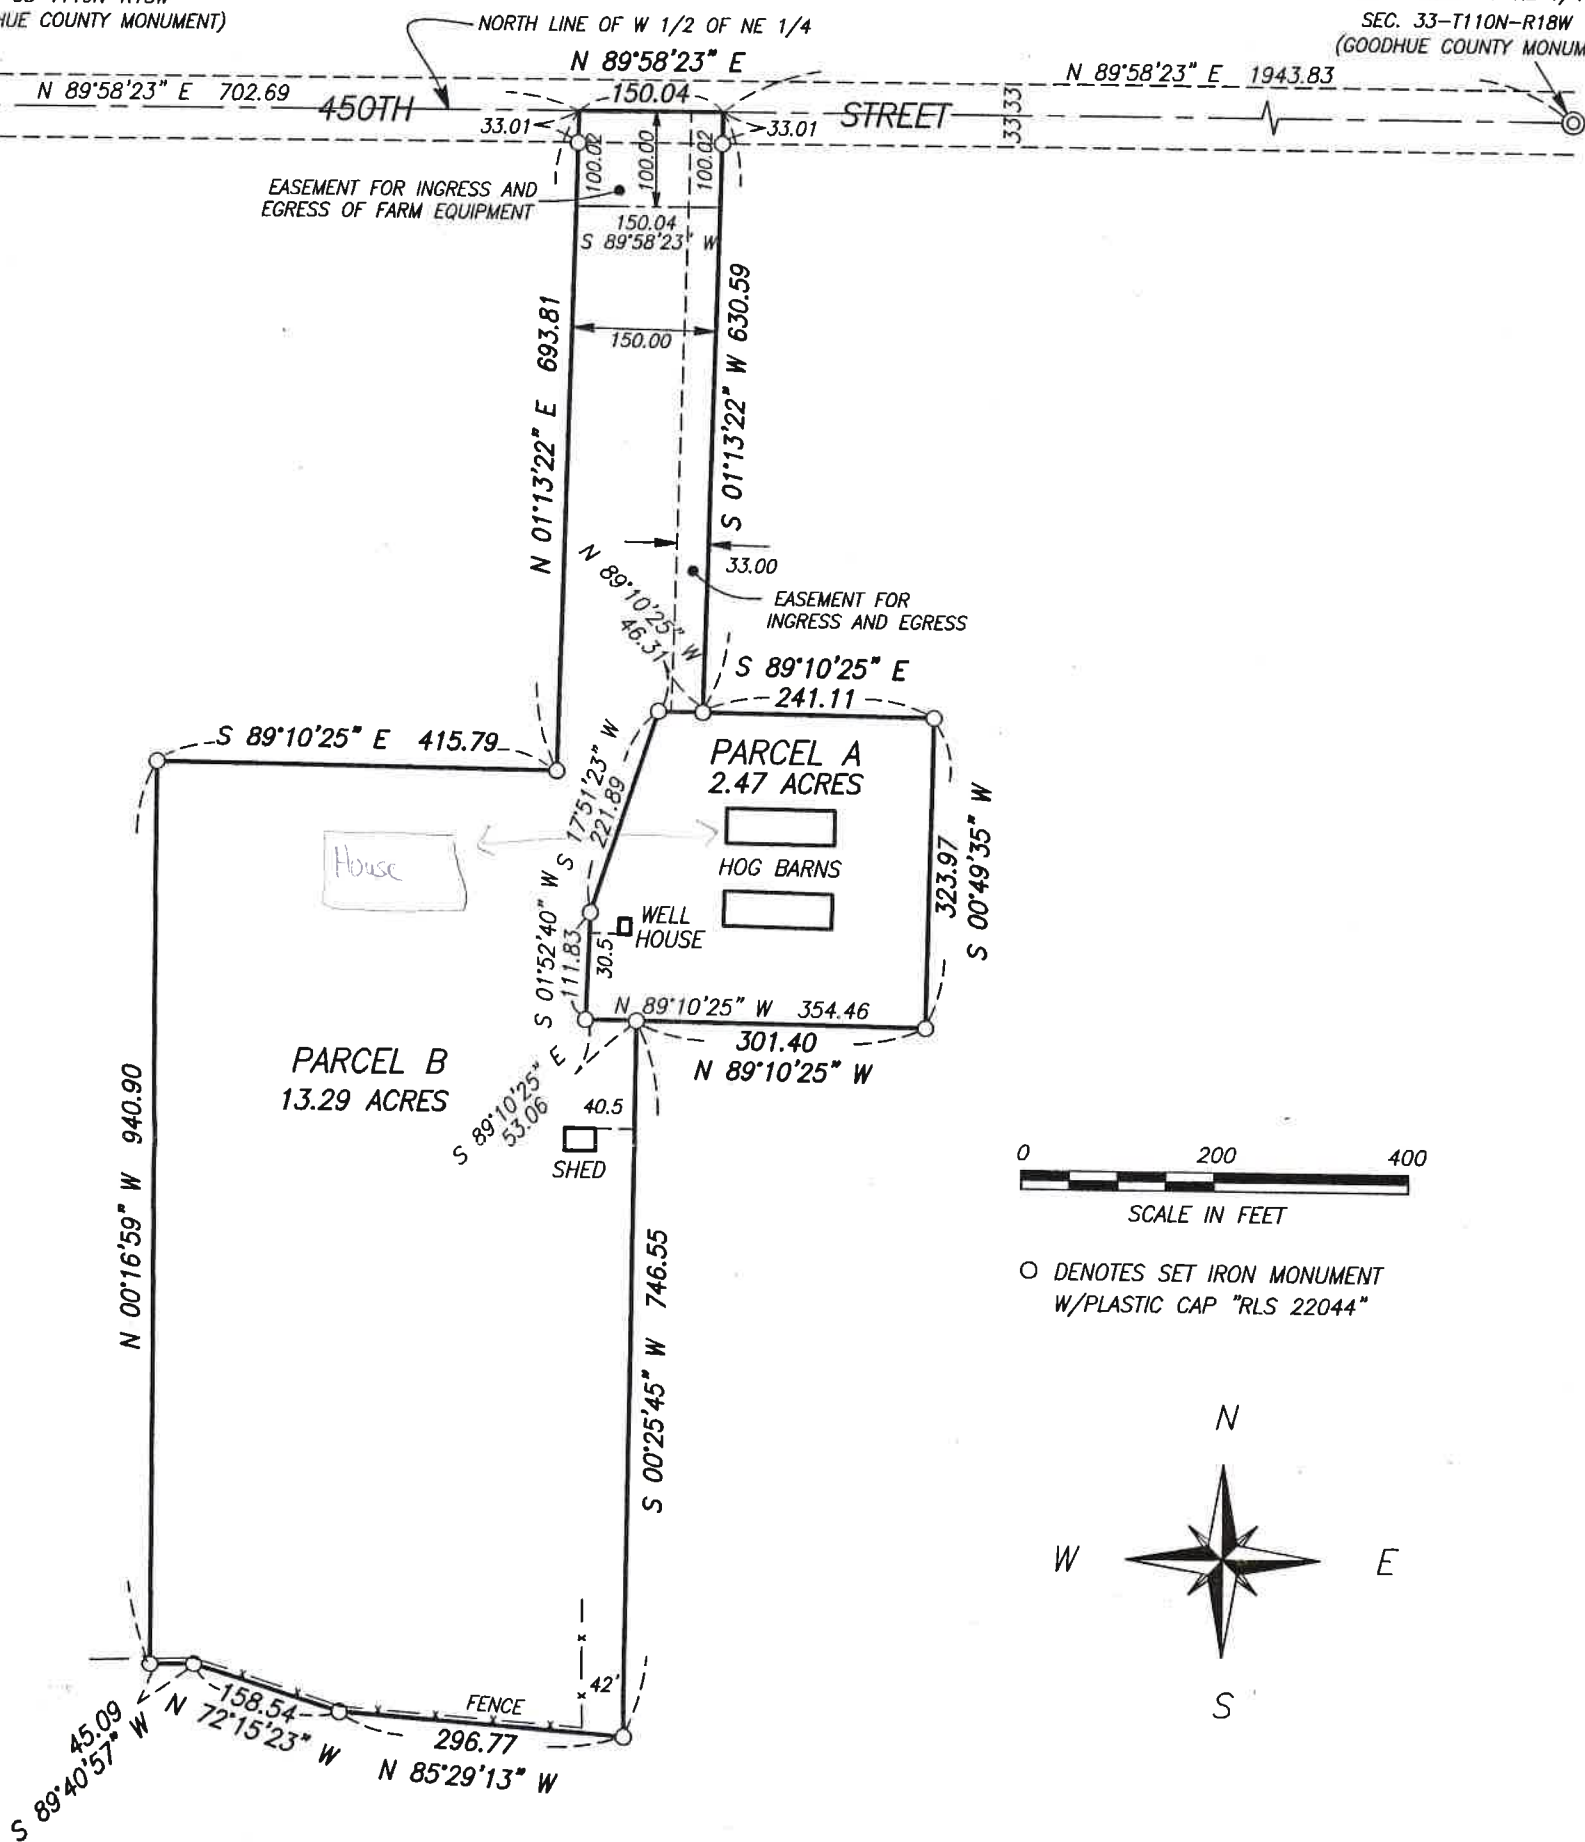 HUE COUNTY MONUMENT)
NORTH LINE OF W 1/2 OF NE 1/4
SEC. 33-T110N-R18W
(GOODHUE COUNTY MONUM
N 89°58'23" E
150.04
N 89°58'23" E 702.69
N 89°58'23" E 1943.83
450TH
STREET
33.01
33.01
33
33
100.02
100.00
100.02
EASEMENT FOR INGRESS AND
EGRESS OF FARM EQUIPMENT
150.04
S 89°58'23" W
N 01°13'22" E 693.81
150.00
S 01°13'22" W 630.59
33.00
EASEMENT FOR
INGRESS AND EGRESS
N 89°10'25" W
46.31
S 89°10'25" E
241.11
S 89°10'25" E 415.79
PARCEL A
2.47 ACRES
S 17°51'23" W
221.89
House
HOG BARNS
323.97
S 00°49'35" W
WELL
HOUSE
30.5
S 01°52'40" W
111.83
N 89°10'25" W 354.46
301.40
N 89°10'25" W
S 89°10'25" E
53.06
PARCEL B
13.29 ACRES
N 00°16'59" W 940.90
40.5
SHED
S 00°25'45" W 746.55
0 200 400
SCALE IN FEET
O DENOTES SET IRON MONUMENT
W/PLASTIC CAP "RLS 22044"
N
W E
S
42'
FENCE
45.09
S 89°40'57" W
158.54
N 72°15'23" W
296.77
N 85°29'13" W